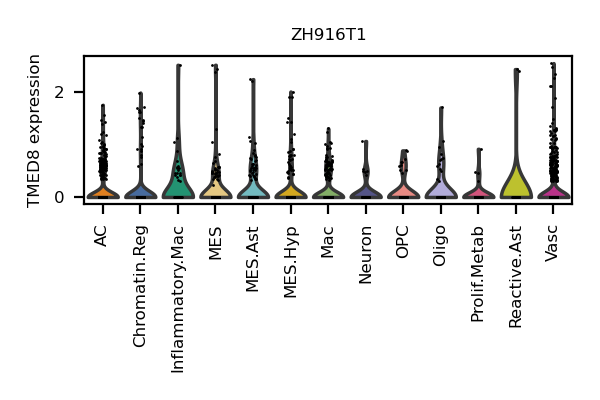 ZH916T1
TMED8 expression
2
0
AC
Chromatin.Reg
Inflammatory.Mac
MES
MES.Ast
MES.Hyp
Mac
Neuron
OPC
Oligo
Prolif.Metab
Reactive.Ast
Vasc